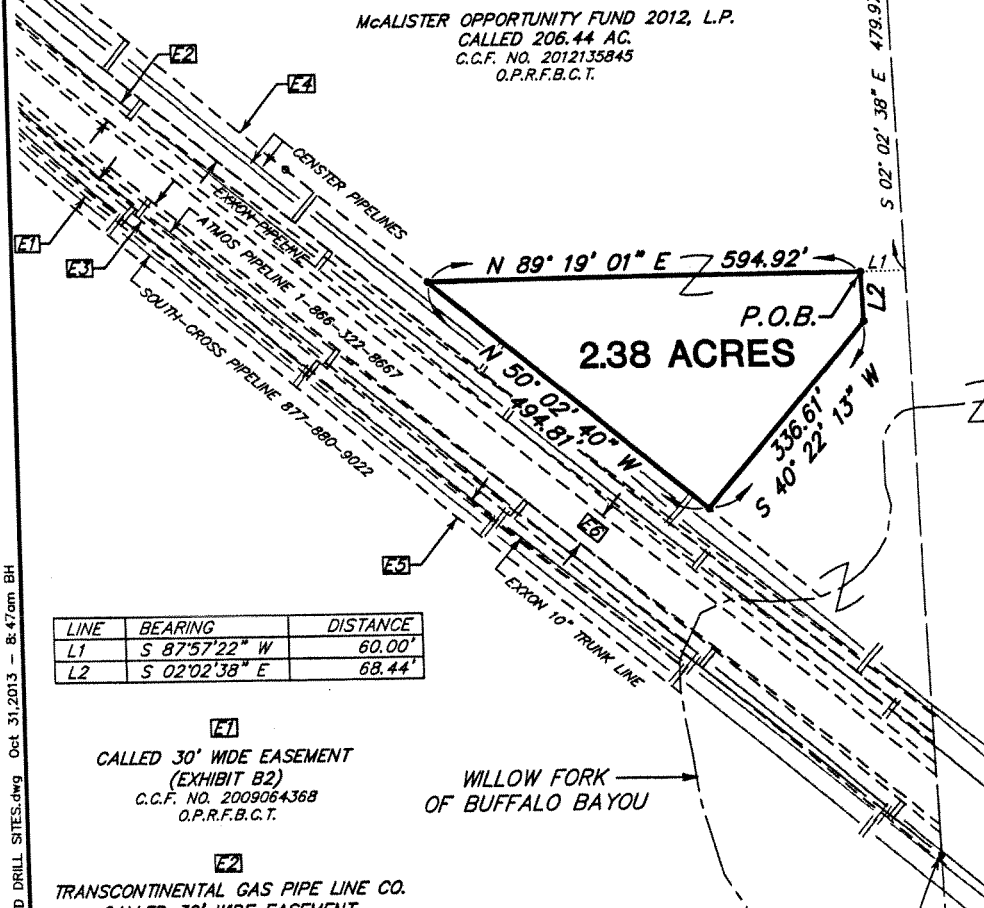 McALISTER OPPORTUNITY FUND 2012, L.P.
CALLED 206.44 AC.
C.C.F. NO. 2012135845
O.P.R.F.B.C.T.
S 02° 02' 38" E
E2
E4
CENSTER PIPELINES
EXXON PIPELINE
ATMOS PIPELINE 1-866-322-8667
E1
E3
SOUTH-CROSS PIPELINE 877-880-9022
N 89° 19' 01" E 594.92'
L1
L2
P.O.B.
2.38 ACRES
N 50° 02' 40" W
494.81'
336.61'
S 40° 22' 13" W
E6
E5
EXXON 10" TRUNK LINE
LINE BEARING DISTANCE
L1 S 87°57'22" W 60.00'
L2 S 02°02'38" E 68.44'
E1
CALLED 30' WIDE EASEMENT
(EXHIBIT B2)
C.C.F. NO. 2009064368
O.P.R.F.B.C.T.
WILLOW FORK
OF BUFFALO BAYOU
E2
TRANSCONTINENTAL GAS PIPE LINE CO.
CALLED 30' WIDE EASEMENT
D DRILL SITES.dwg Oct 31,2013 - 8:47am BH